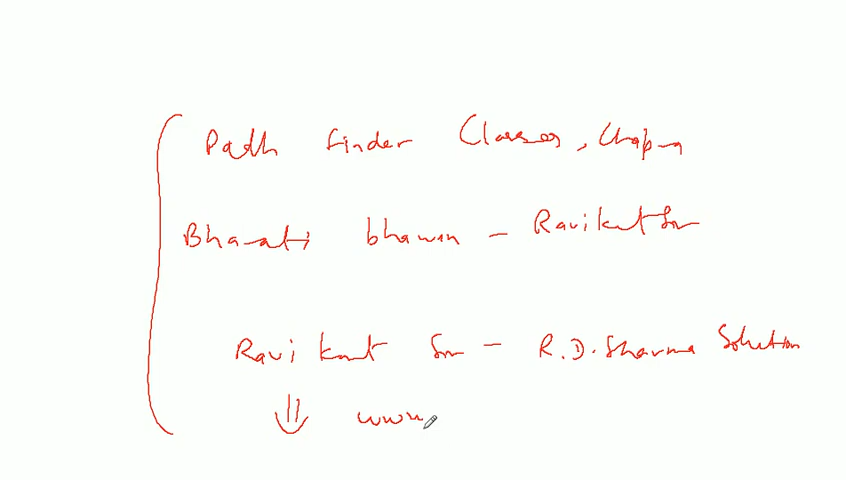 Path finder Classes, Chapra
Bharati bhawan - Ravikant Sir
Ravi kant Sir - R.D. Sharma Solution
⇓ www.